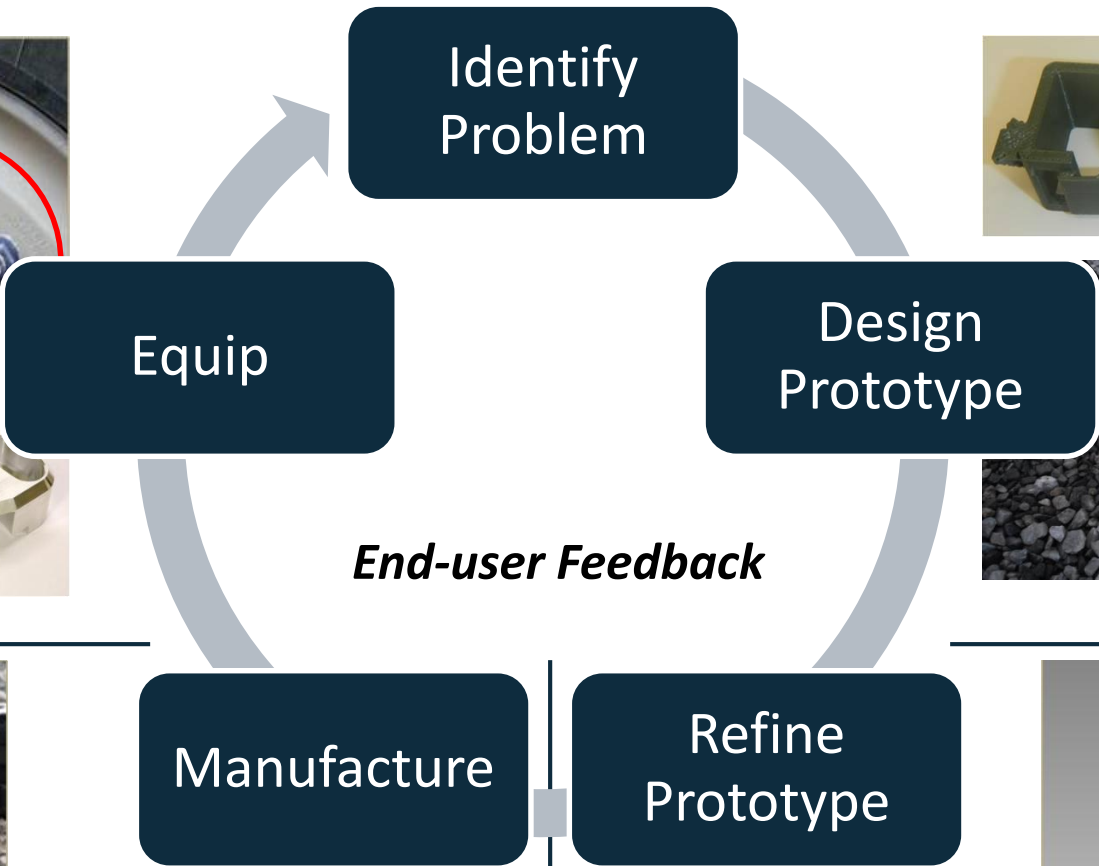 Identify
Problem
Design
Prototype
Equip
End-user Feedback
Refine
Prototype
Manufacture